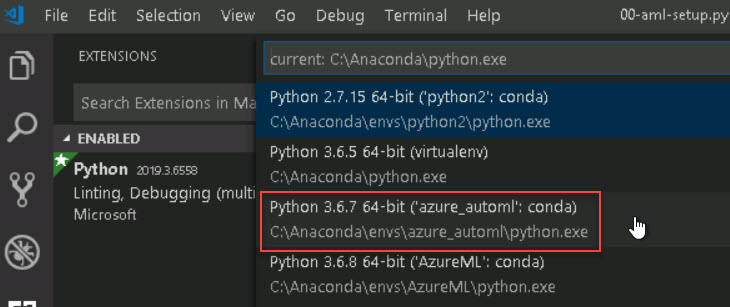 File Edit Selection View Go Debug Terminal Help 00-aml-setup.py
EXTENSIONS
current: C:\Anaconda\python.exe
Search Extensions in Ma
Python 2.7.15 64-bit ('python2': conda)
C:\Anaconda\envs\python2\python.exe
ENABLED
Python 3.6.5 64-bit (virtualenv)
C:\Anaconda\python.exe
Python 2019.3.6558
Linting, Debugging (multi
Microsoft
Python 3.6.7 64-bit ('azure_automl': conda)
C:\Anaconda\envs\azure_automl\python.exe
Python 3.6.8 64-bit ('AzureML': conda)
C:\Anaconda\envs\AzureML\python.exe